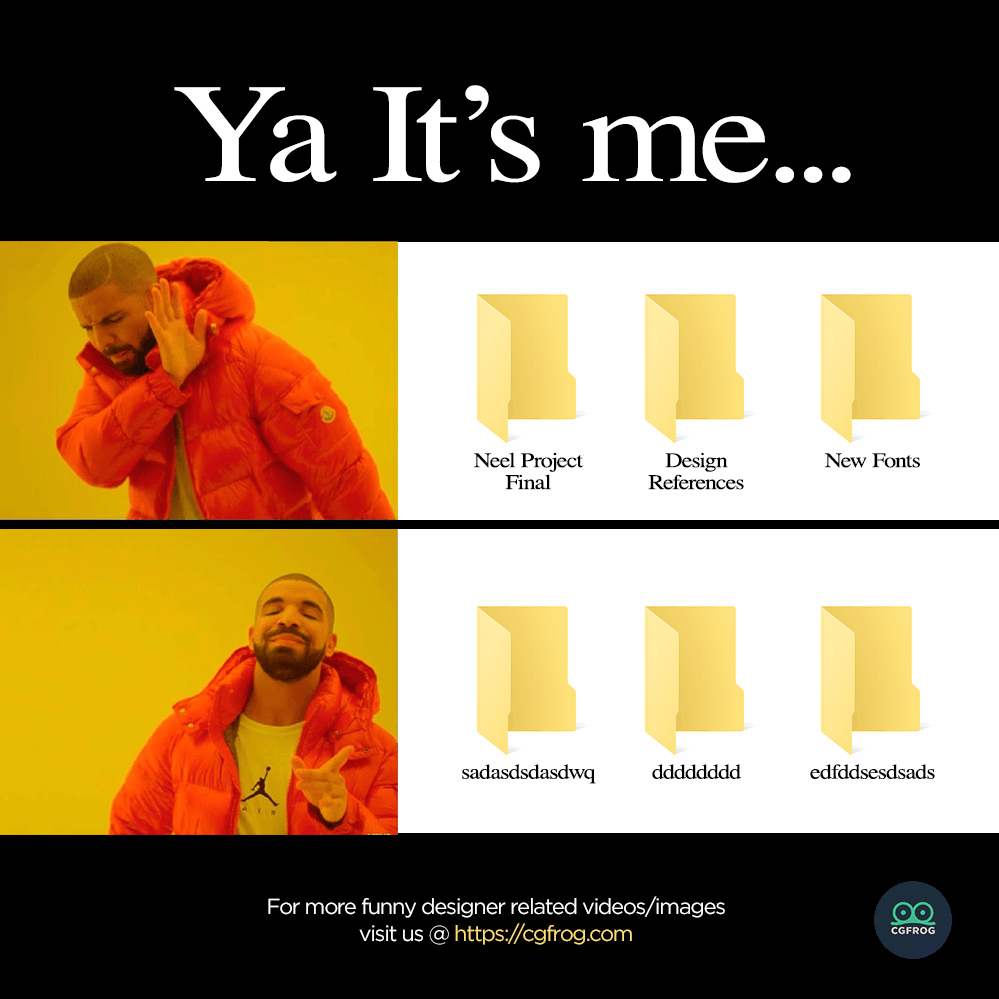 Ya It's me...
Neel Project
Final
Design
References
New Fonts
sadasdsdasdwq
dddddddd
edfddsesdsads
AIR
For more funny designer related videos/images
visit us @ https://cgfrog.com
CGFROG